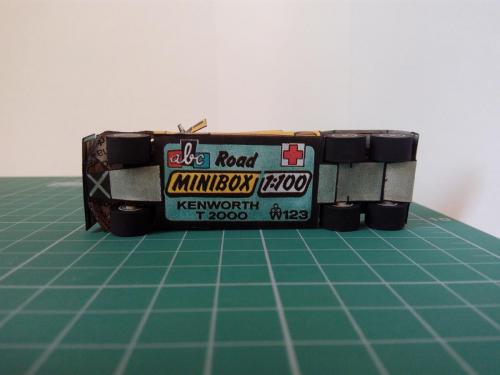 abc Road
MINIBOX 1:100
KENWORTH
T 2000 123